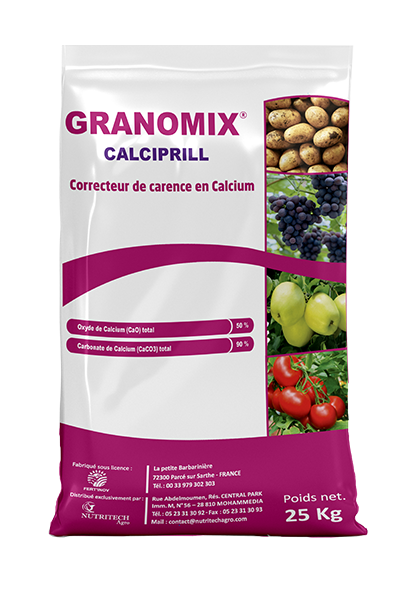 GRANOMIX®
CALCIPRILL
Correcteur de carence en Calcium
Oxyde de Calcium (CaO) total 50 %
Carbonate de Calcium (CaCO3) total 90 %
Fabriqué sous licence :
FERTINOV
La petite Barbarinière
72300 Parcé sur Sarthe - FRANCE
Tél. : 00 33 979 302 303
Distribué exclusivement par :
NUTRITECH
Agro
Rue Abdelmoumen, Rés. CENTRAL PARK
Imm. M, N° 56 – 28 810 MOHAMMEDIA
Tél. : 05 23 31 30 92 - Fax : 05 23 31 30 93
Mail : contact@nutritechagro.com
Poids net.
25 Kg